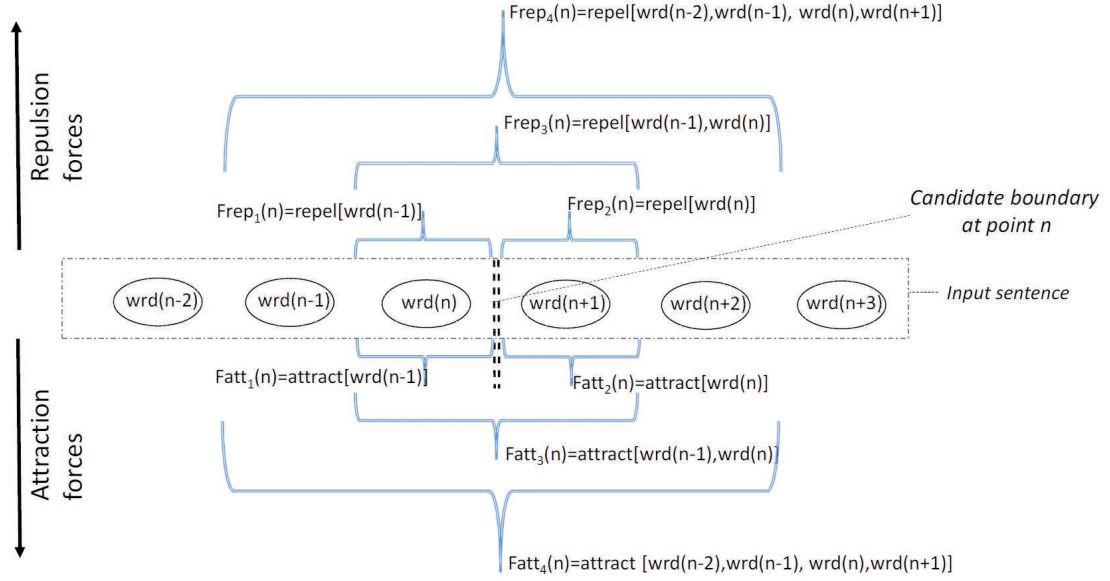 Frep4(n)=repel[wrd(n-2),wrd(n-1), wrd(n),wrd(n+1)]
Repulsion
forces
Frep3(n)=repel[wrd(n-1),wrd(n)]
Frep1(n)=repel[wrd(n-1)]
Frep2(n)=repel[wrd(n)]
Candidate boundary
at point n
wrd(n-2)
wrd(n-1)
wrd(n)
wrd(n+1)
wrd(n+2)
wrd(n+3)
Input sentence
Fatt1(n)=attract[wrd(n-1)]
Fatt2(n)=attract[wrd(n)]
Attraction
forces
Fatt3(n)=attract[wrd(n-1),wrd(n)]
Fatt4(n)=attract [wrd(n-2),wrd(n-1), wrd(n),wrd(n+1)]